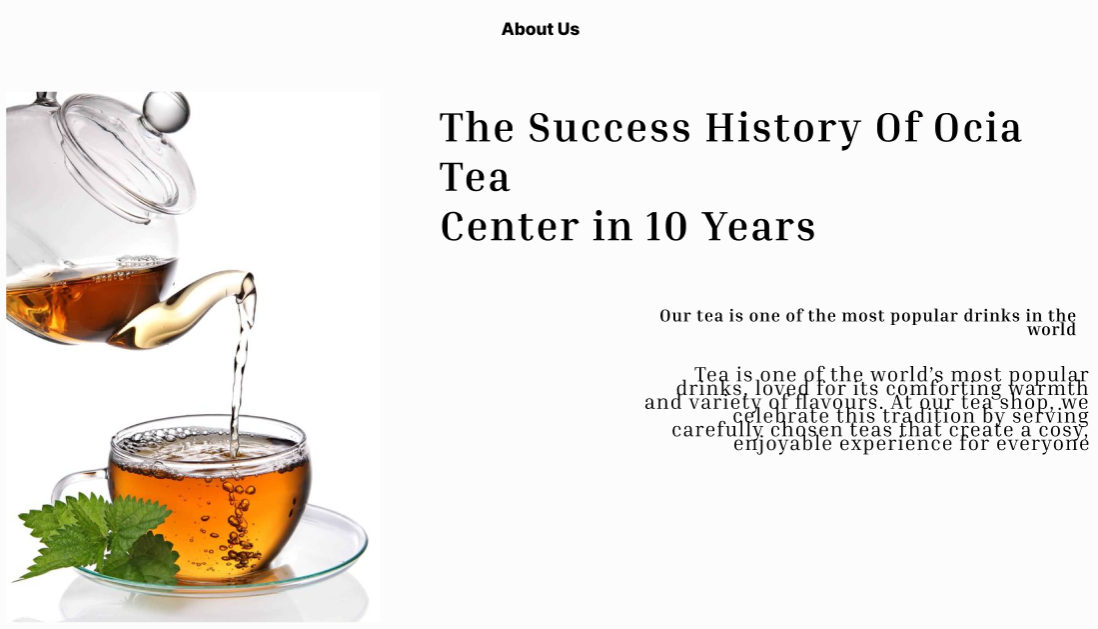 About Us
The Success History Of Ocia
Tea
Center in 10 Years
Our tea is one of the most popular drinks in the
world
Tea is one of the world’s most popular
drinks, loved for its comforting warmth
and variety of flavours. At our tea shop, we
celebrate this tradition by serving
carefully chosen teas that create a cosy,
enjoyable experience for everyone